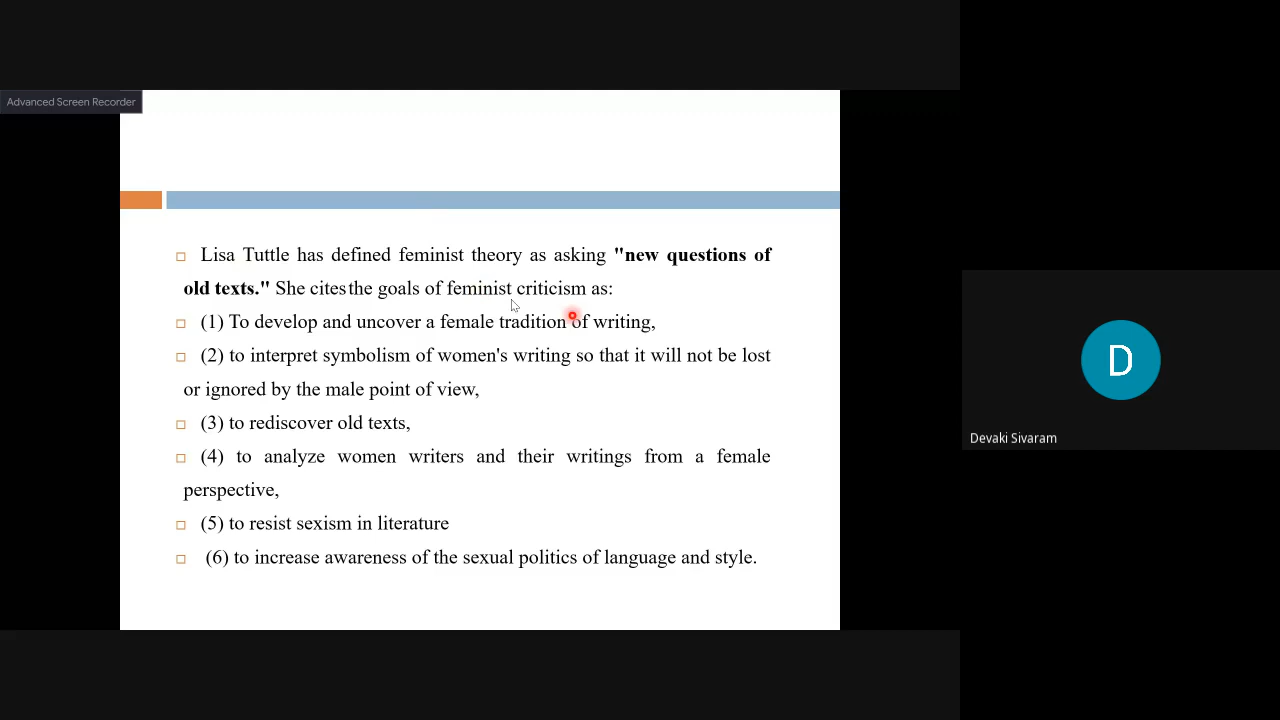 Advanced Screen Recorder
Lisa Tuttle has defined feminist theory as asking "new questions of
old texts." She cites the goals of feminist criticism as:
(1) To develop and uncover a female tradition of writing,
(2) to interpret symbolism of women's writing so that it will not be lost
or ignored by the male point of view,
(3) to rediscover old texts,
(4) to analyze women writers and their writings from a female
perspective,
(5) to resist sexism in literature
(6) to increase awareness of the sexual politics of language and style.
D
Devaki Sivaram